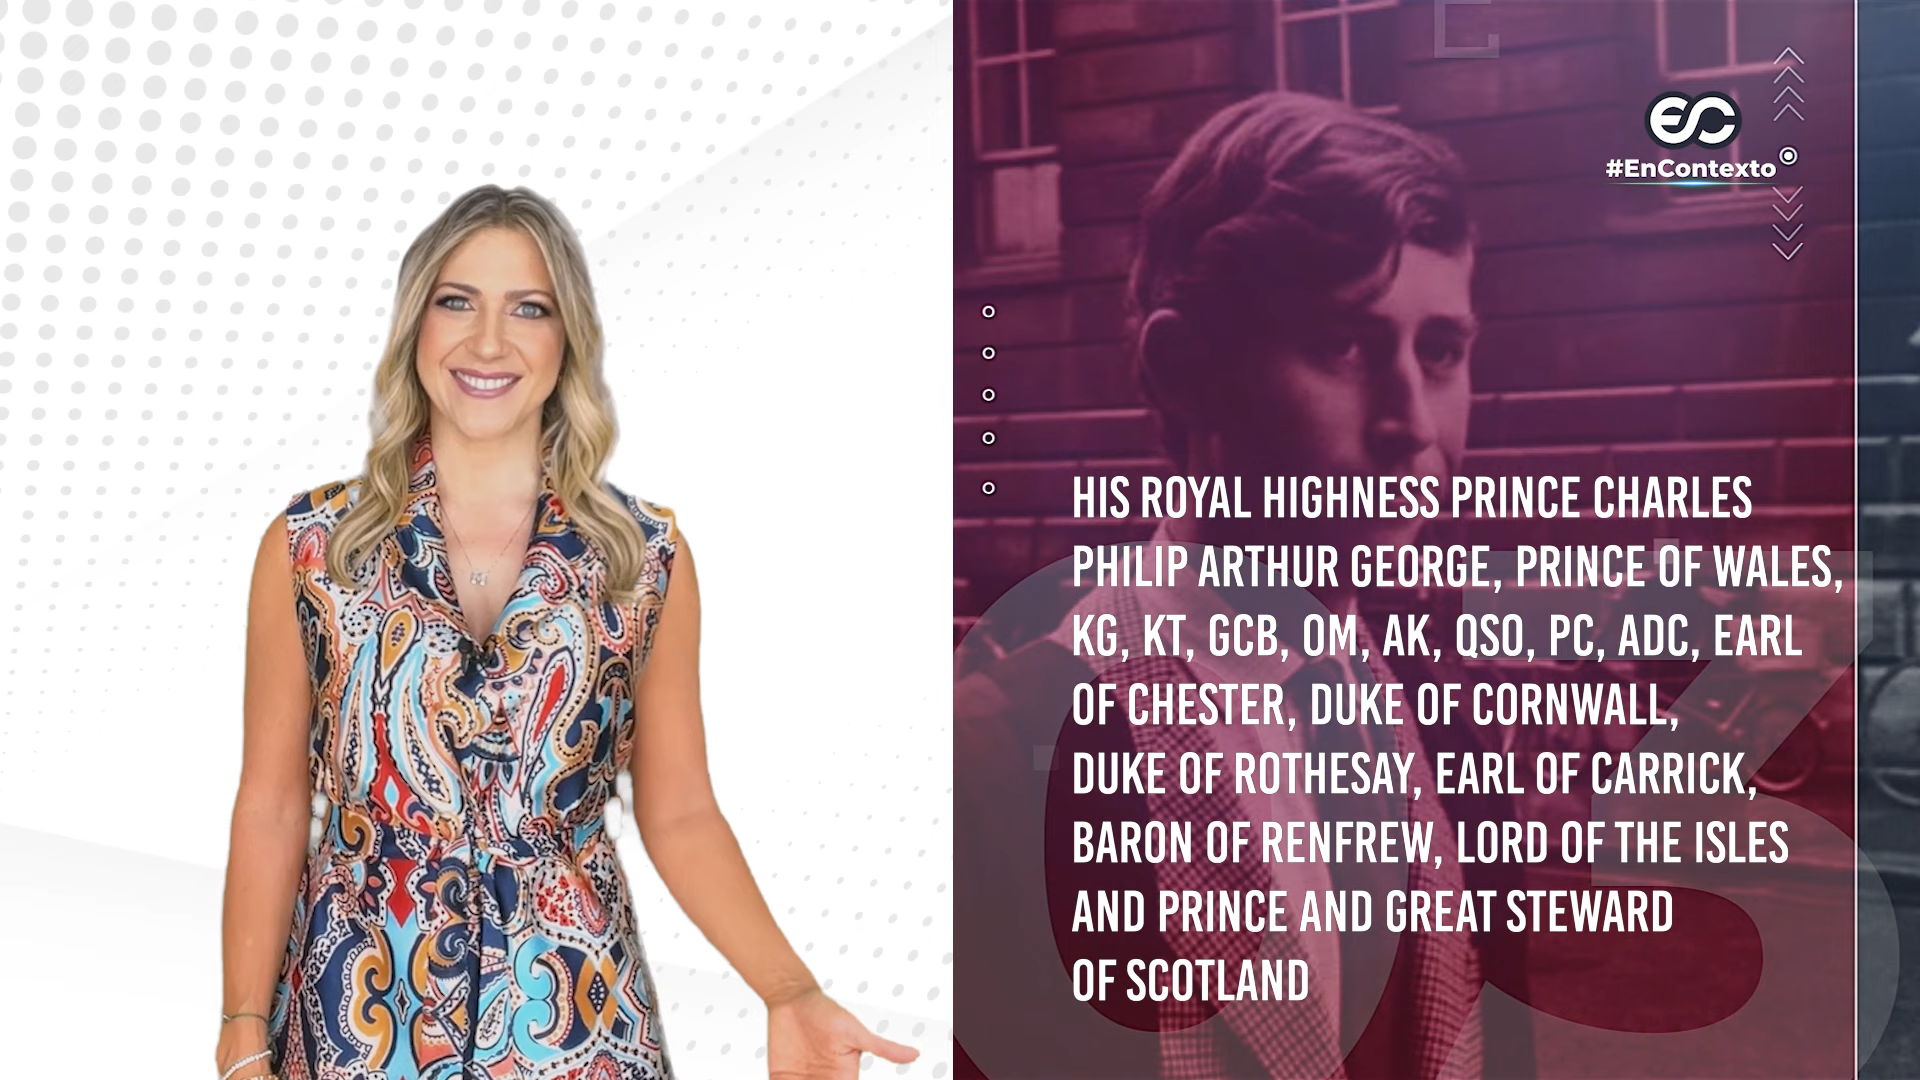 EC
#EnContexto
HIS ROYAL HIGHNESS PRINCE CHARLES
PHILIP ARTHUR GEORGE, PRINCE OF WALES,
KG, KT, GCB, OM, AK, QSO, PC, ADC, EARL
OF CHESTER, DUKE OF CORNWALL,
DUKE OF ROTHESAY, EARL OF CARRICK,
BARON OF RENFREW, LORD OF THE ISLES
AND PRINCE AND GREAT STEWARD
OF SCOTLAND
03